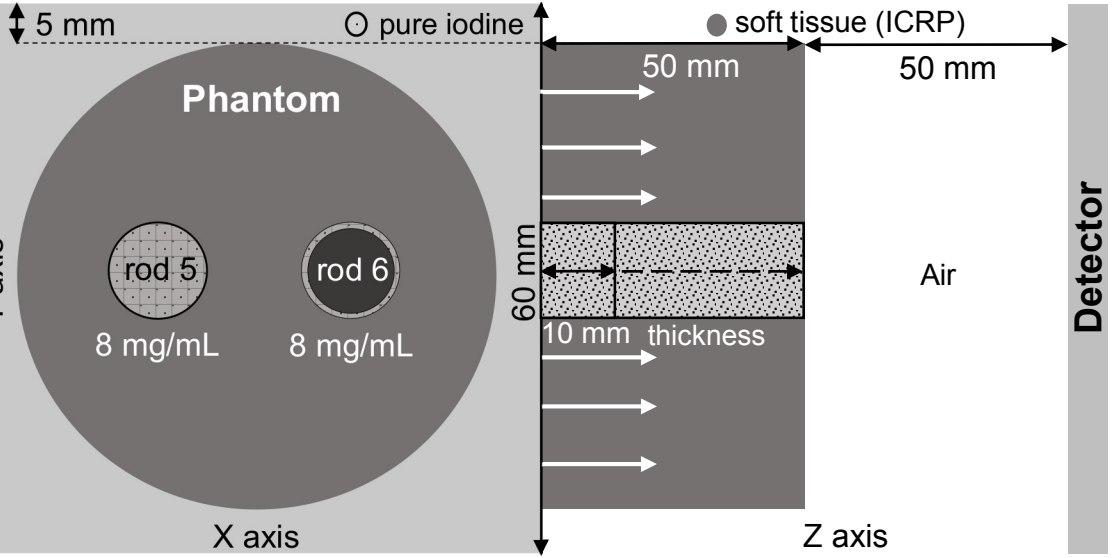 5 mm
pure iodine
soft tissue (ICRP)
50 mm
50 mm
Phantom
rod 5
rod 6
8 mg/mL
8 mg/mL
60 mm
10 mm
thickness
Air
Detector
X axis
Z axis